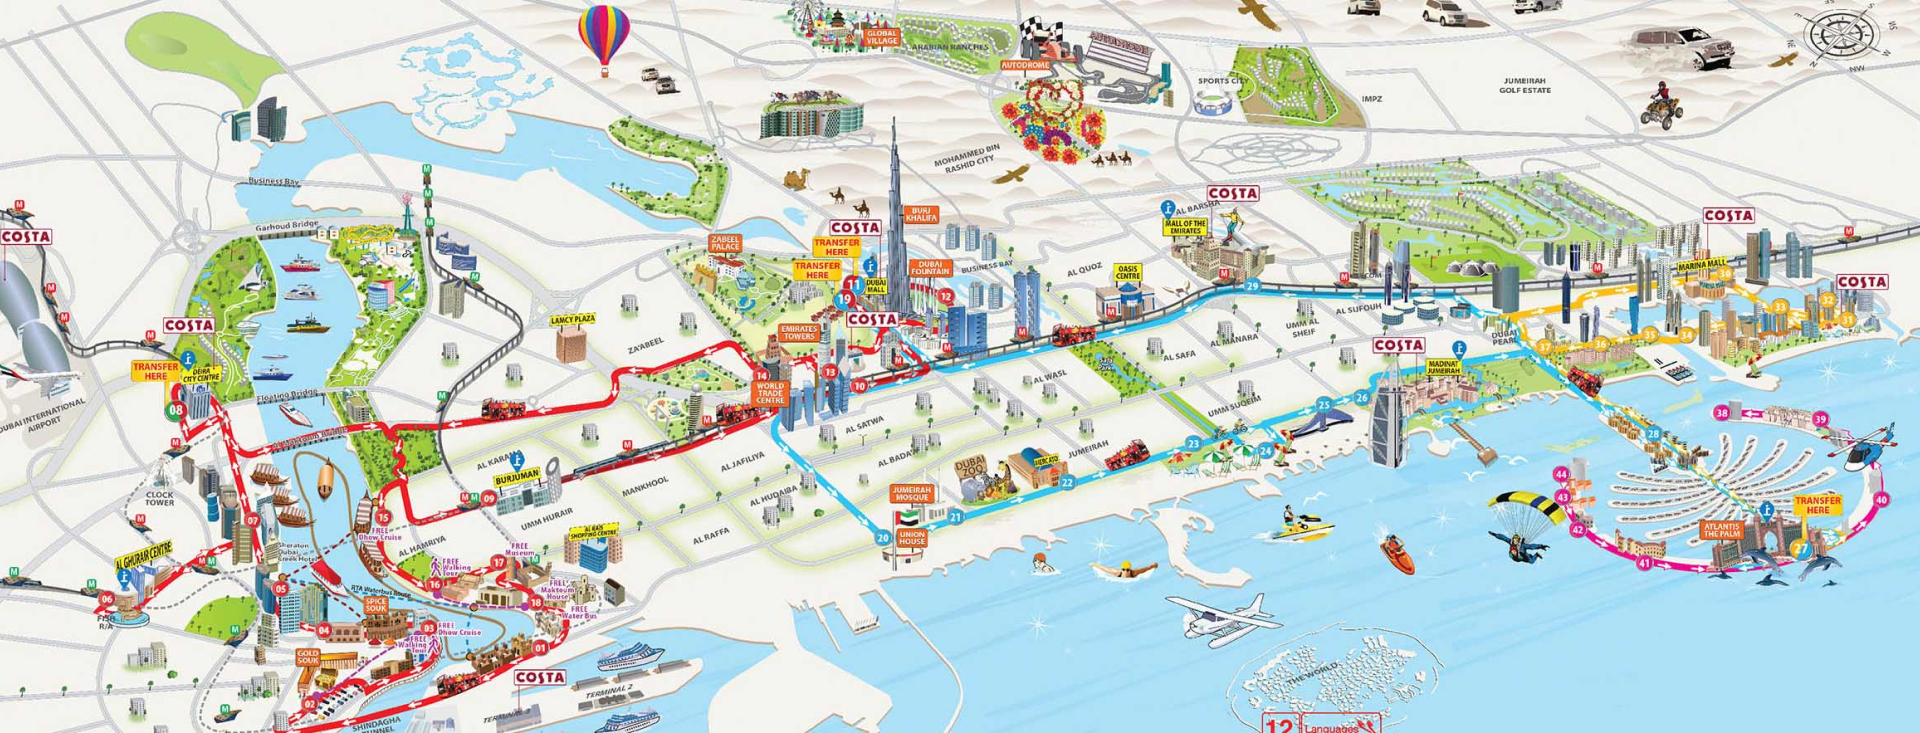 GLOBAL
VILLAGE
ARABIAN RANCHES
AUTODROME
AUTODROME
SPORTS CITY
IMPZ
JUMEIRAH
GOLF ESTATE
NW
N
MOHAMMED BIN
RASHID CITY
Business Bay
Garhoud Bridge
COSTA
COSTA
COSTA
COSTA
COSTA
COSTA
COSTA
COSTA
COSTA
BURJ
KHALIFA
ZABEEL
PALACE
TRANSFER
HERE
TRANSFER
HERE
11
19
DUBAI
MALL
DUBAI
FOUNTAIN
12
BUSINESS BAY
AL QUOZ
OASIS
CENTRE
AL BARSHA
MALL OF THE
EMIRATES
29
MARINA MALL
30
33
32
31
34
35
36
37
DUBAI
PEARL
AL SUFOUH
UMM AL
SHEIF
AL MANARA
AL SAFA
UMM SUQEIM
AL WASL
LAMCY PLAZA
ZA'ABEEL
EMIRATES
TOWERS
14
13
10
WORLD
TRADE
CENTRE
TRANSFER
HERE
DEIRA
CITY CENTRE
08
Floating Bridge
DUBAI INTERNATIONAL
AIRPORT
CLOCK
TOWER
07
AL GHURAIR CENTRE
06
FISH
R/A
05
04
03
02
01
15
FREE
Dhow Cruise
Sheraton
Dubai
Creek Hotel
RTA Waterbus Route
SPICE
SOUK
GOLD
SOUK
FREE
Walking
Tour
FREE
Dhow Cruise
FREE
Walking
Tour
16
17
18
FREE
Museum
FREE
Maktoum
House
FREE
Water Bus
AL HAMRIYA
BURJUMAN
09
UMM HURAIR
MANKHOOL
AL RAIS
SHOPPING CENTRE
AL RAFFA
AL HUDAIBA
AL JAFILIYA
AL SATWA
AL BADA
DUBAI
ZOO
MERCATO
JUMEIRAH
JUMEIRAH
MOSQUE
UNION
HOUSE
20
21
22
23
24
25
26
MADINAT
JUMEIRAH
28
38
39
40
41
42
43
44
TRANSFER
HERE
ATLANTIS
THE PALM
27
THE WORLD
TERMINAL 2
SHINDAGHA
TUNNEL
12
Languages